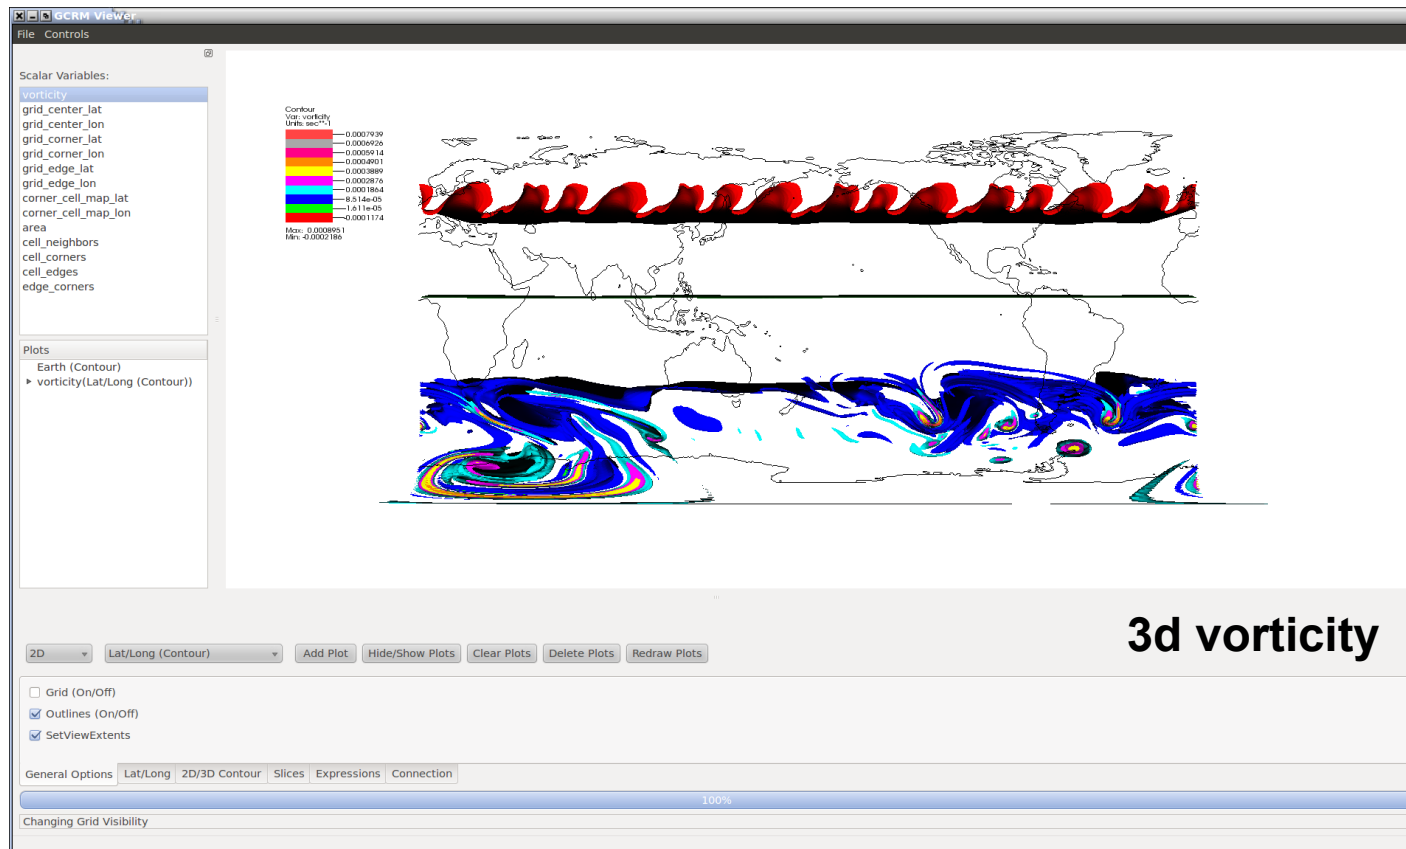 GCRM Viewer
File Controls
Scalar Variables:
vorticity
grid_center_lat
grid_center_lon
grid_corner_lat
grid_corner_lon
grid_edge_lat
grid_edge_lon
corner_cell_map_lat
corner_cell_map_lon
area
cell_neighbors
cell_corners
cell_edges
edge_corners
Plots
Earth (Contour)
vorticity(Lat/Long (Contour))
Contour
Var: vorticity
Units: sec**-1
0.0007939
0.0006926
0.0005914
0.0004901
0.0003889
0.0002876
0.0001864
8.514e-05
-1.611e-05
-0.0001174
Max: 0.0008951
Min: -0.0002186
3d vorticity
2D Lat/Long (Contour) Add Plot Hide/Show Plots Clear Plots Delete Plots Redraw Plots
Grid (On/Off)
Outlines (On/Off)
SetViewExtents
General Options Lat/Long 2D/3D Contour Slices Expressions Connection
100%
Changing Grid Visibility